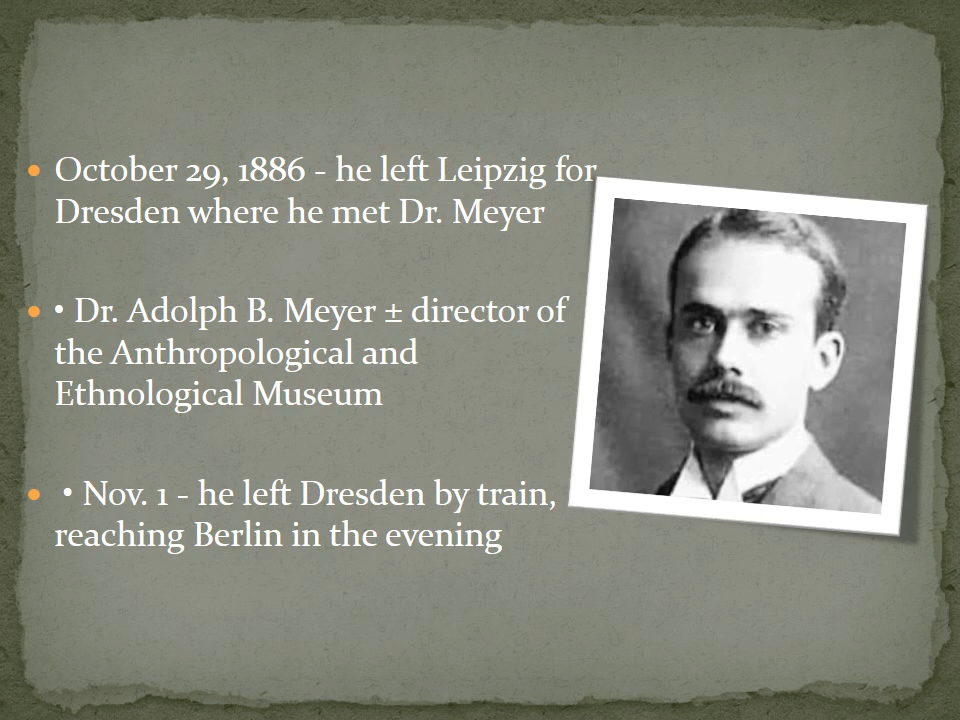 • October 29, 1886 - he left Leipzig for
Dresden where he met Dr. Meyer
• • Dr. Adolph B. Meyer ± director of
the Anthropological and
Ethnological Museum
• • Nov. 1 - he left Dresden by train,
reaching Berlin in the evening